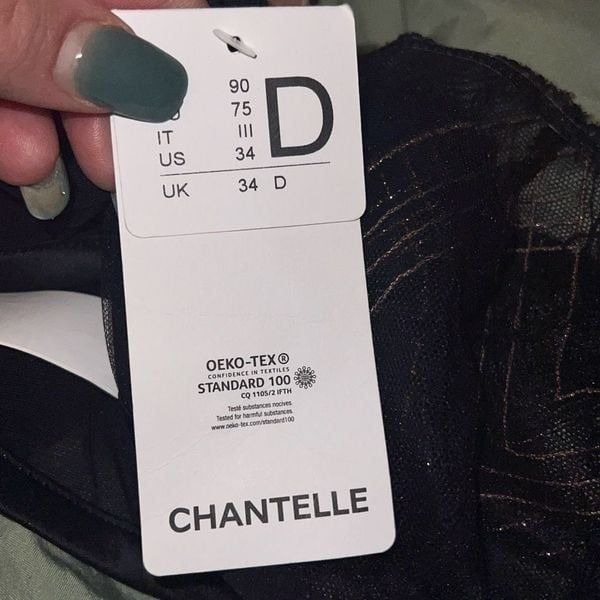 90
75
IT III
US 34
D
UK 34 D
OEKO-TEX®
CONFIDENCE IN TEXTILES
STANDARD 100
CQ 1105/2 IFTH
Testé substances nocives.
Tested for harmful substances.
www.oeko-tex.com/standard100
CHANTELLE